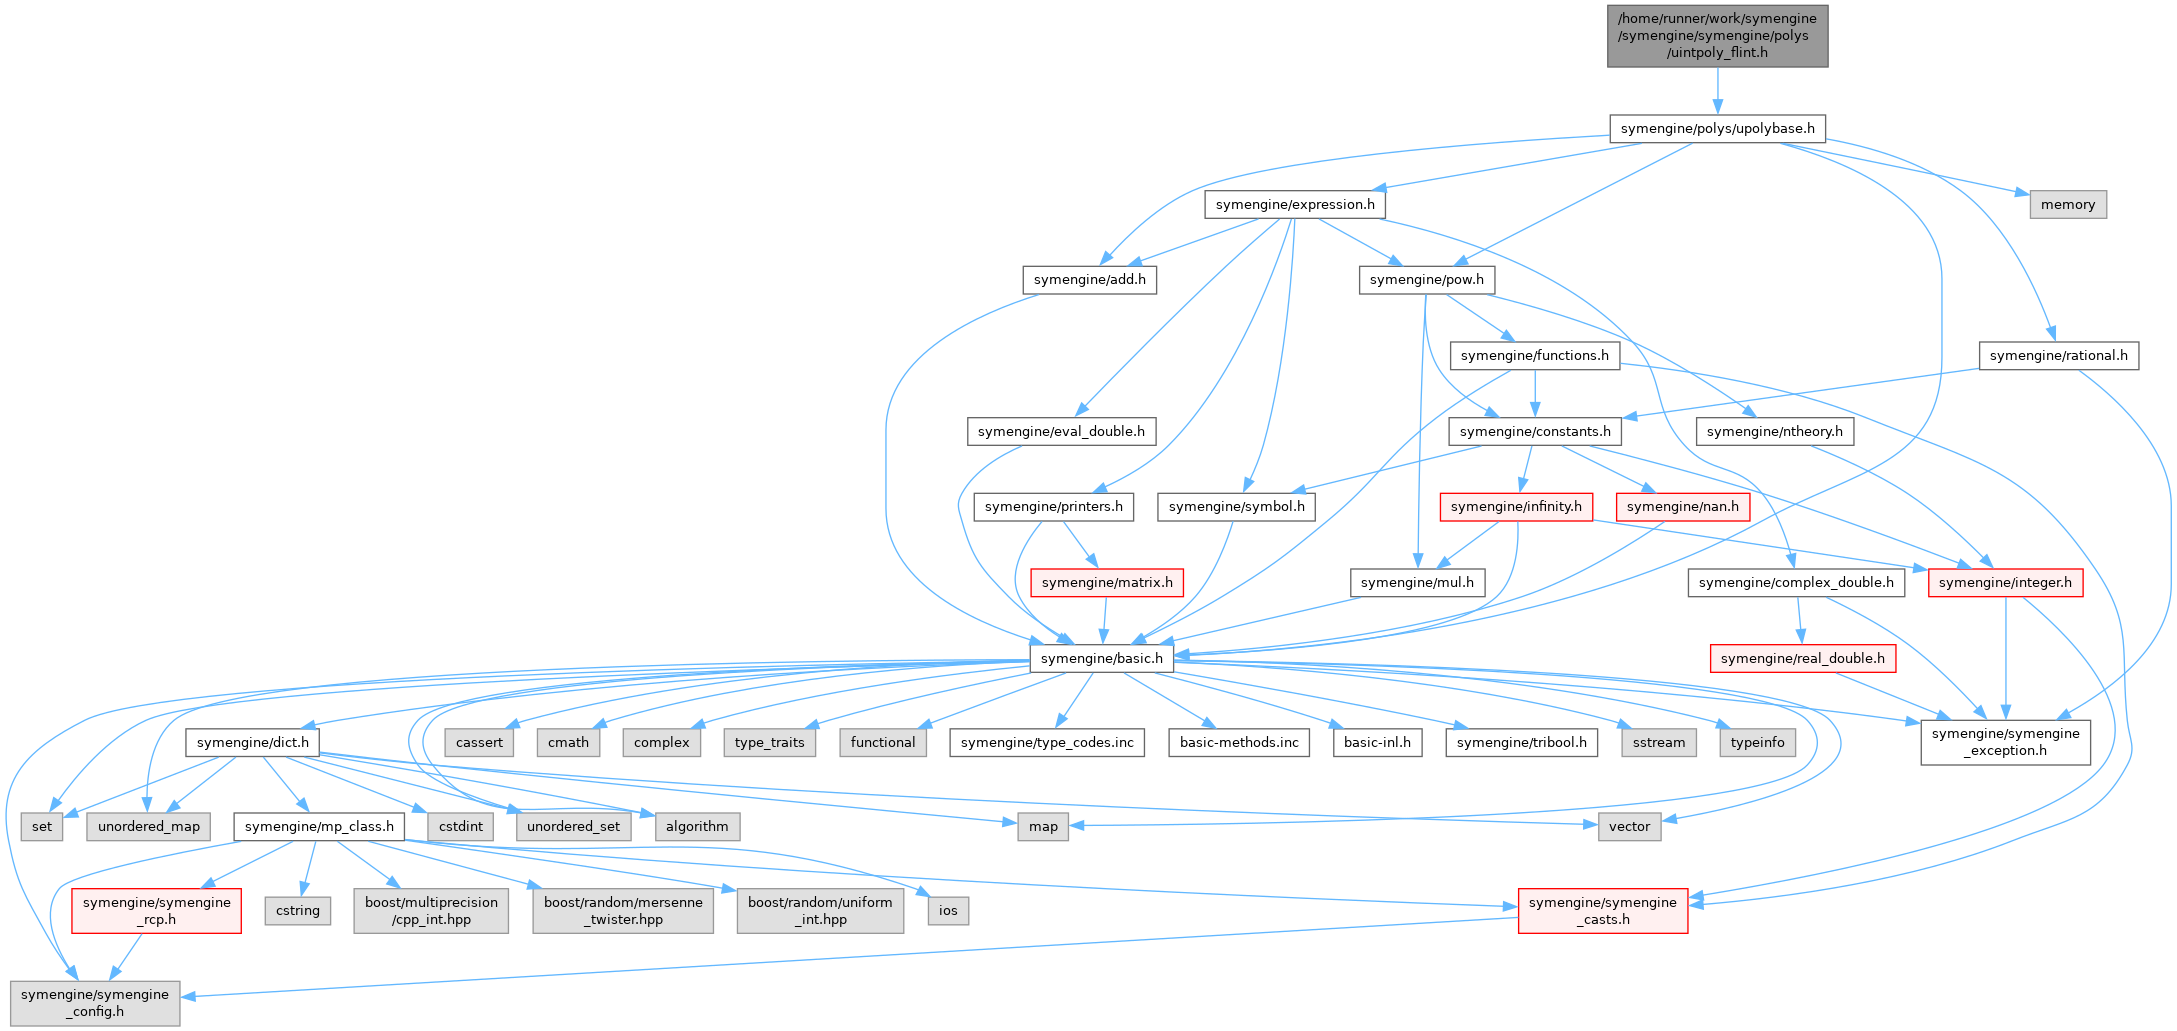 /home/runner/work/symengine
/symengine/symengine/polys
/uintpoly_flint.h
symengine/polys/upolybase.h
symengine/expression.h
memory
symengine/add.h
symengine/pow.h
symengine/functions.h
symengine/rational.h
symengine/eval_double.h
symengine/constants.h
symengine/ntheory.h
symengine/printers.h
symengine/symbol.h
symengine/infinity.h
symengine/nan.h
symengine/matrix.h
symengine/mul.h
symengine/complex_double.h
symengine/integer.h
symengine/basic.h
symengine/real_double.h
symengine/dict.h
cassert
cmath
complex
type_traits
functional
symengine/type_codes.inc
basic-methods.inc
basic-inl.h
symengine/tribool.h
sstream
typeinfo
symengine/symengine
_exception.h
set
unordered_map
symengine/mp_class.h
cstdint
unordered_set
algorithm
map
vector
symengine/symengine
_rcp.h
cstring
boost/multiprecision
/cpp_int.hpp
boost/random/mersenne
_twister.hpp
boost/random/uniform
_int.hpp
ios
symengine/symengine
_casts.h
symengine/symengine
_config.h